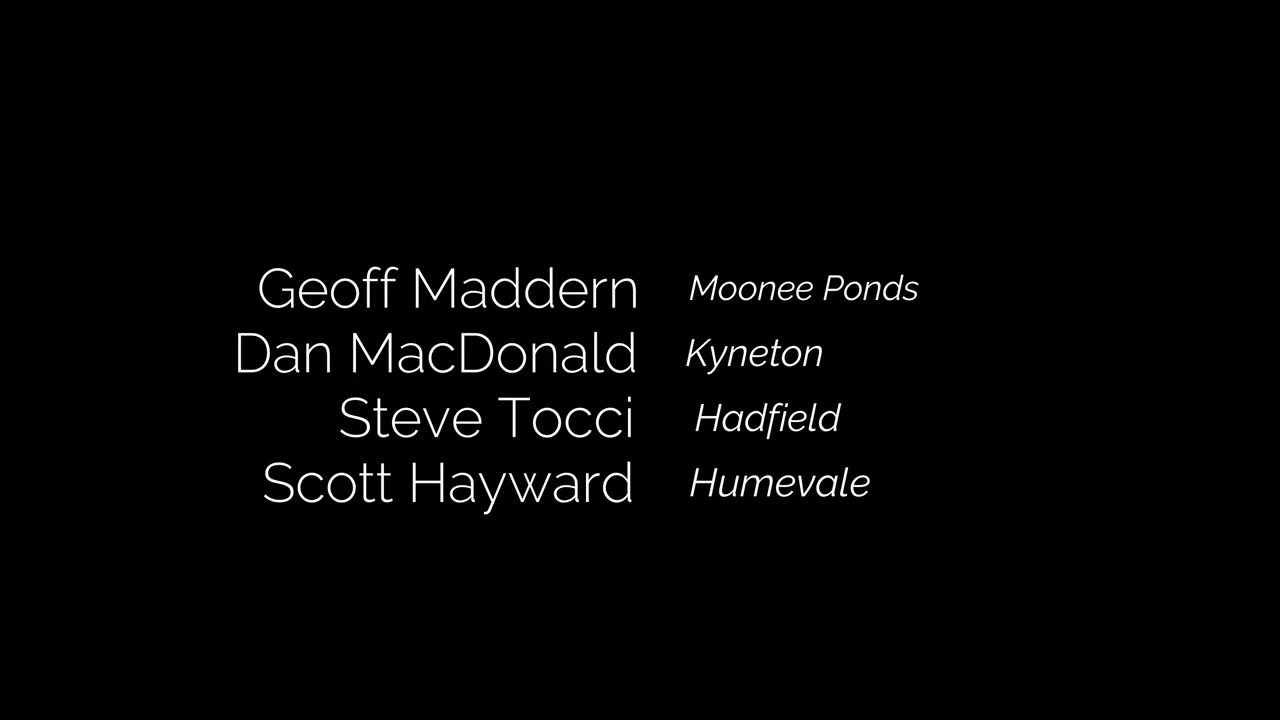 Geoff Maddern Moonee Ponds
Dan MacDonald Kyneton
Steve Tocci Hadfield
Scott Hayward Humevale